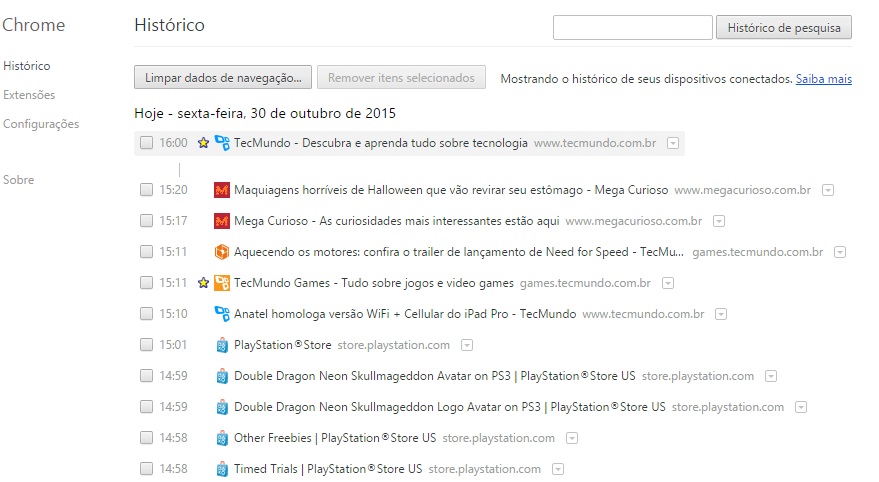 Chrome
Histórico
Histórico de pesquisa
Histórico
Extensões
Configurações
Sobre
Limpar dados de navegação...
Remover itens selecionados
Mostrando o histórico de seus dispositivos conectados. Saiba mais
Hoje - sexta-feira, 30 de outubro de 2015
16:00 TecMundo - Descubra e aprenda tudo sobre tecnologia www.tecmundo.com.br
15:20 Maquiagens horríveis de Halloween que vão revirar seu estômago - Mega Curioso www.megacurioso.com.br
15:17 Mega Curioso - As curiosidades mais interessantes estão aqui www.megacurioso.com.br
15:11 Aquecendo os motores: confira o trailer de lançamento de Need for Speed - TecMu... games.tecmundo.com.br
15:11 TecMundo Games - Tudo sobre jogos e video games games.tecmundo.com.br
15:10 Anatel homologa versão WiFi + Cellular do iPad Pro - TecMundo www.tecmundo.com.br
15:01 PlayStation®Store store.playstation.com
14:59 Double Dragon Neon Skullmageddon Avatar on PS3 | PlayStation®Store US store.playstation.com
14:59 Double Dragon Neon Skullmageddon Logo Avatar on PS3 | PlayStation®Store US store.playstation.com
14:58 Other Freebies | PlayStation®Store US store.playstation.com
14:58 Timed Trials | PlayStation®Store US store.playstation.com